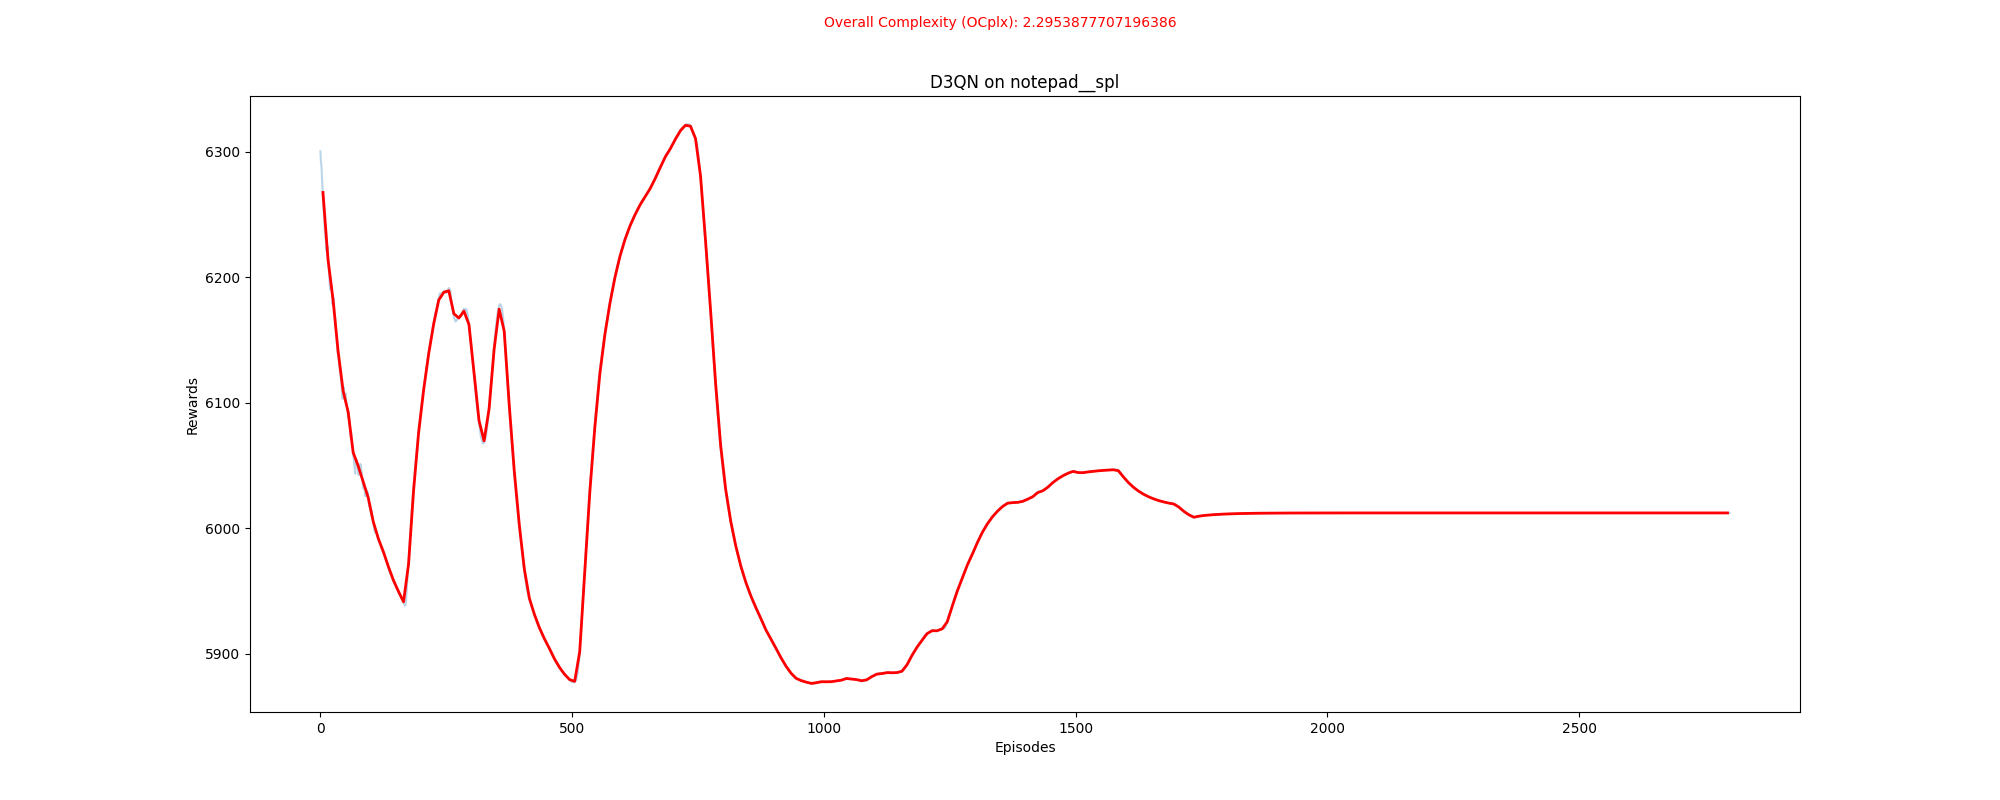 Overall Complexity (OCplx): 2.2953877707196386
D3QN on notepad__spl
6300
6200
6100
6000
5900
Rewards
0 500 1000 1500 2000 2500
Episodes